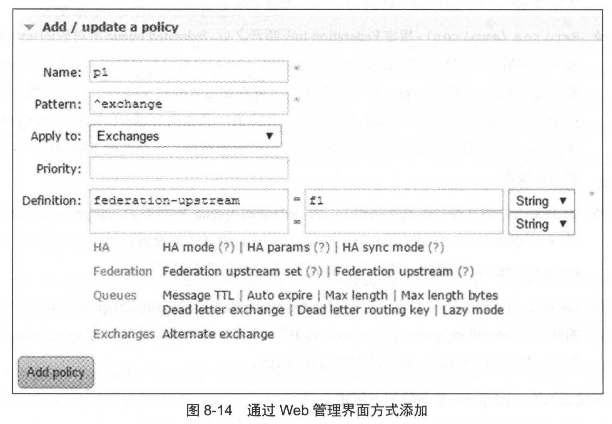 Add / update a policy
Name: p1 *
Pattern: ^exchange *
Apply to: Exchanges
Priority:
Definition: federation-upstream = f1 String *
= String
HA HA mode (?) | HA params (?) | HA sync mode (?)
Federation Federation upstream set (?) | Federation upstream (?)
Queues Message TTL | Auto expire | Max length | Max length bytes
Dead letter exchange | Dead letter routing key | Lazy mode
Exchanges Alternate exchange
Add policy
图 8-14 通过 Web 管理界面方式添加